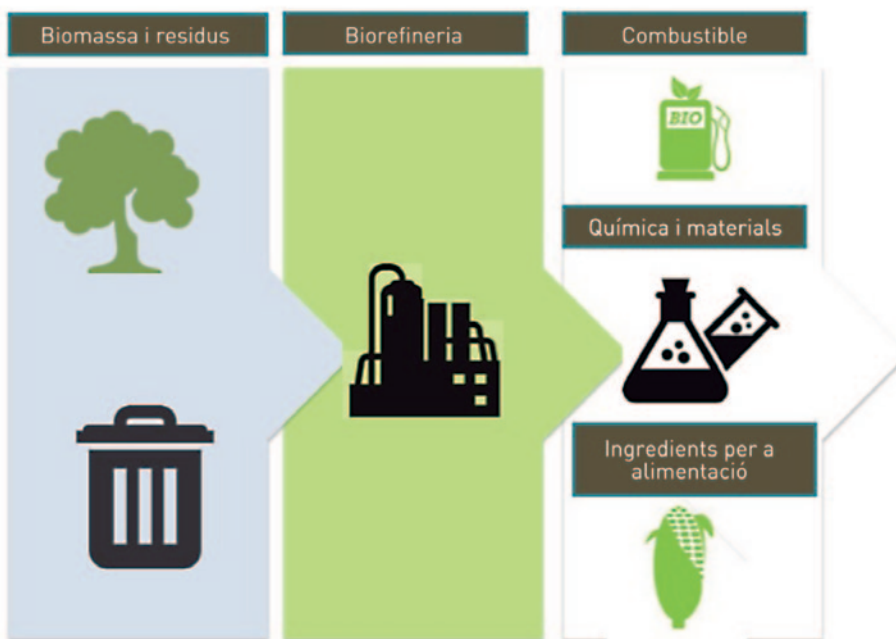 Biomassa i residus
Biorefineria
Combustible
BIO
Química i materials
Ingredients per a
alimentació